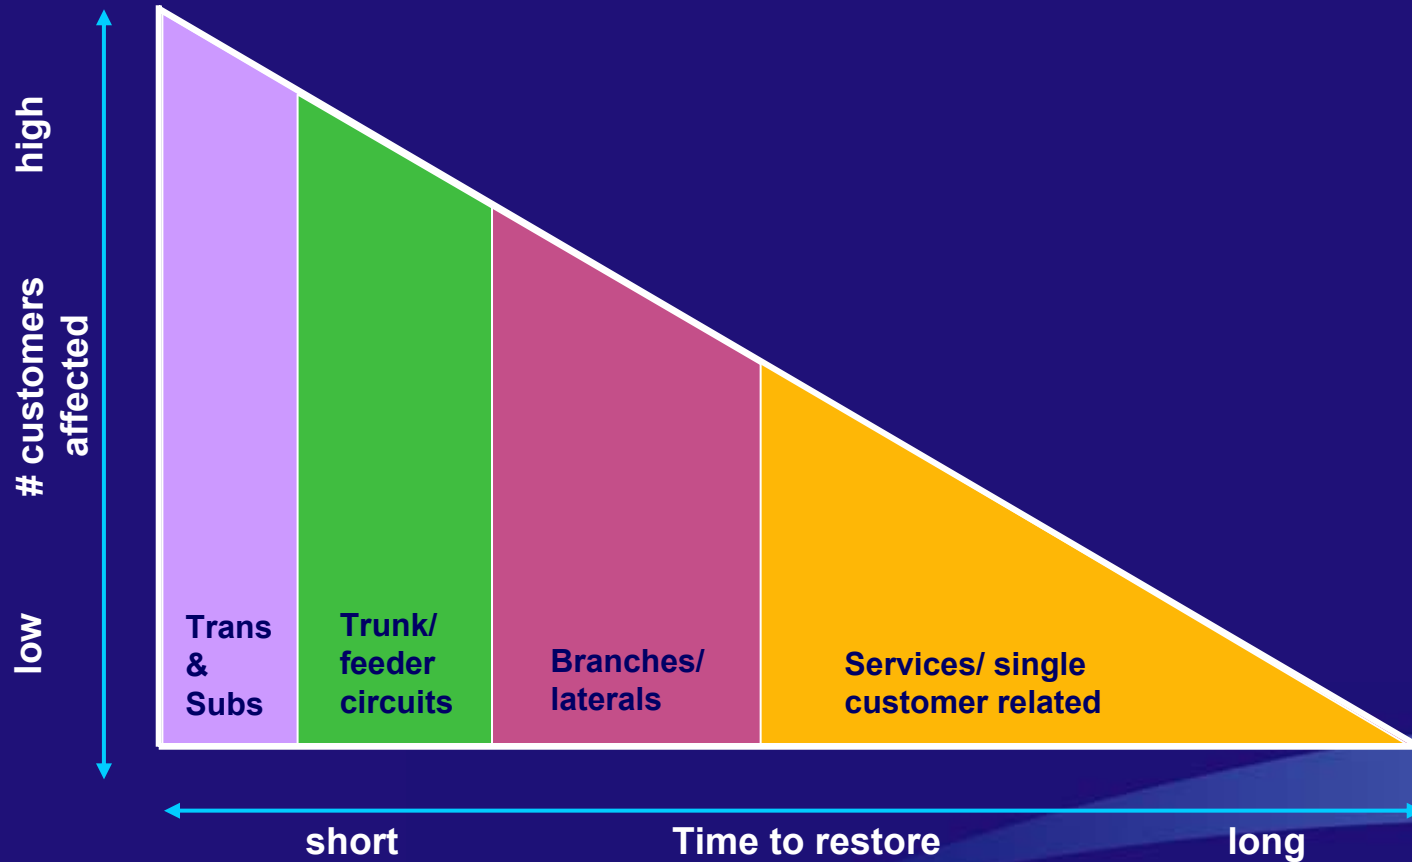 high
# customers
affected
low
Trans
&
Subs
Trunk/
feeder
circuits
Branches/
laterals
Services/ single
customer related
short
Time to restore
long